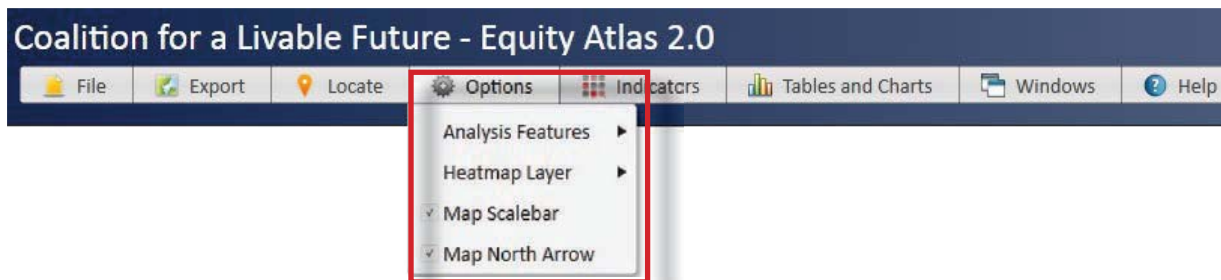 Coalition for a Livable Future - Equity Atlas 2.0
File Export Locate Options Indicators Tables and Charts Windows Help
Analysis Features
Heatmap Layer
Map Scalebar
Map North Arrow